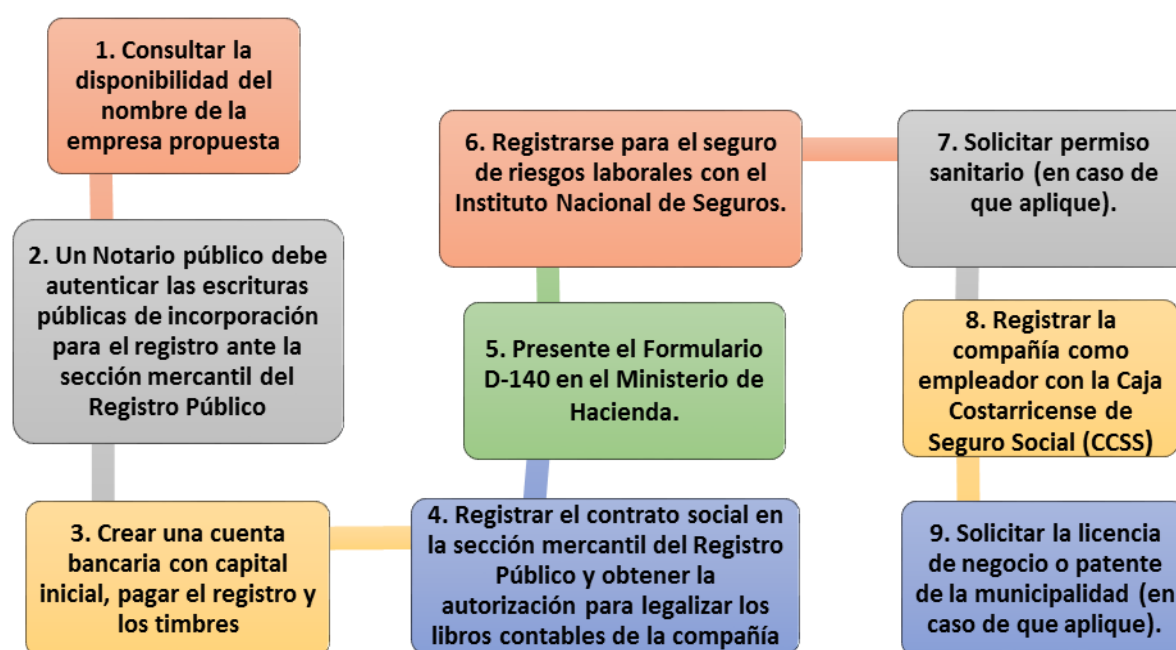 1. Consultar la
disponibilidad del
nombre de la
empresa propuesta
2. Un Notario público debe
autenticar las escrituras
públicas de incorporación
para el registro ante la
sección mercantil del
Registro Público
3. Crear una cuenta
bancaria con capital
inicial, pagar el registro y
los timbres
4. Registrar el contrato social en
la sección mercantil del Registro
Público y obtener la
autorización para legalizar los
libros contables de la compañía
5. Presente el Formulario
D-140 en el Ministerio de
Hacienda.
6. Registrarse para el seguro
de riesgos laborales con el
Instituto Nacional de Seguros.
7. Solicitar permiso
sanitario (en caso de
que aplique).
8. Registrar la
compañía como
empleador con la Caja
Costarricense de
Seguro Social (CCSS)
9. Solicitar la licencia
de negocio o patente
de la municipalidad (en
caso de que aplique).